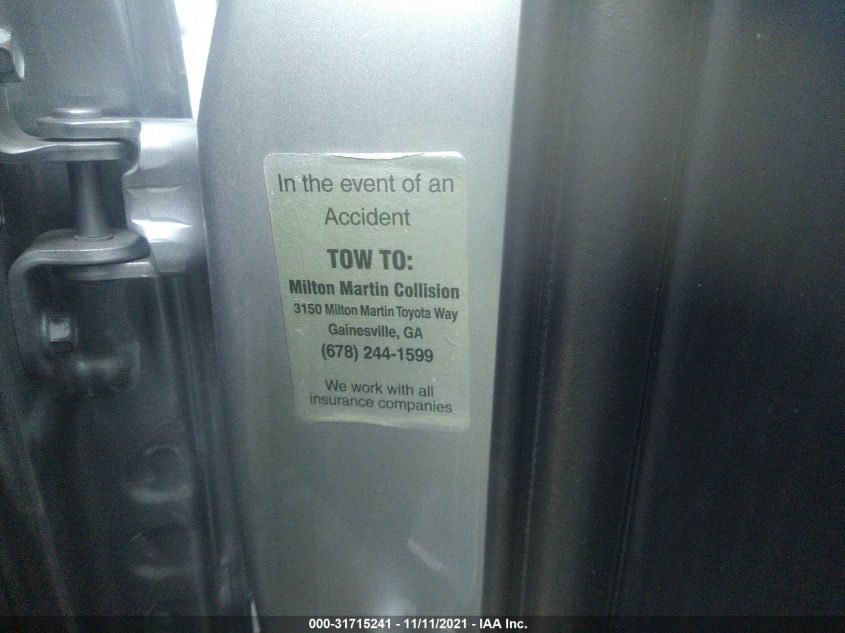 In the event of an
Accident
TOW TO:
Milton Martin Collision
3150 Milton Martin Toyota Way
Gainesville, GA
(678) 244-1599
We work with all
insurance companies
000-31715241 - 11/11/2021 - IAA Inc.